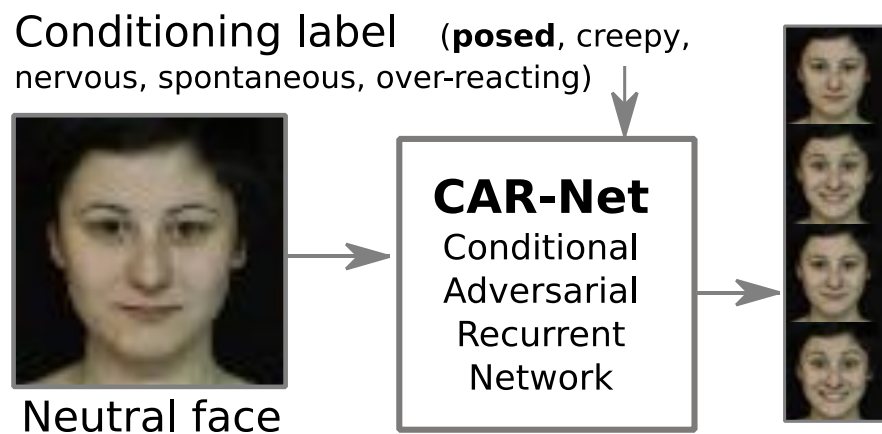 Conditioning label (posed, creepy,
nervous, spontaneous, over-reacting)
CAR-Net
Conditional
Adversarial
Recurrent
Network
Neutral face